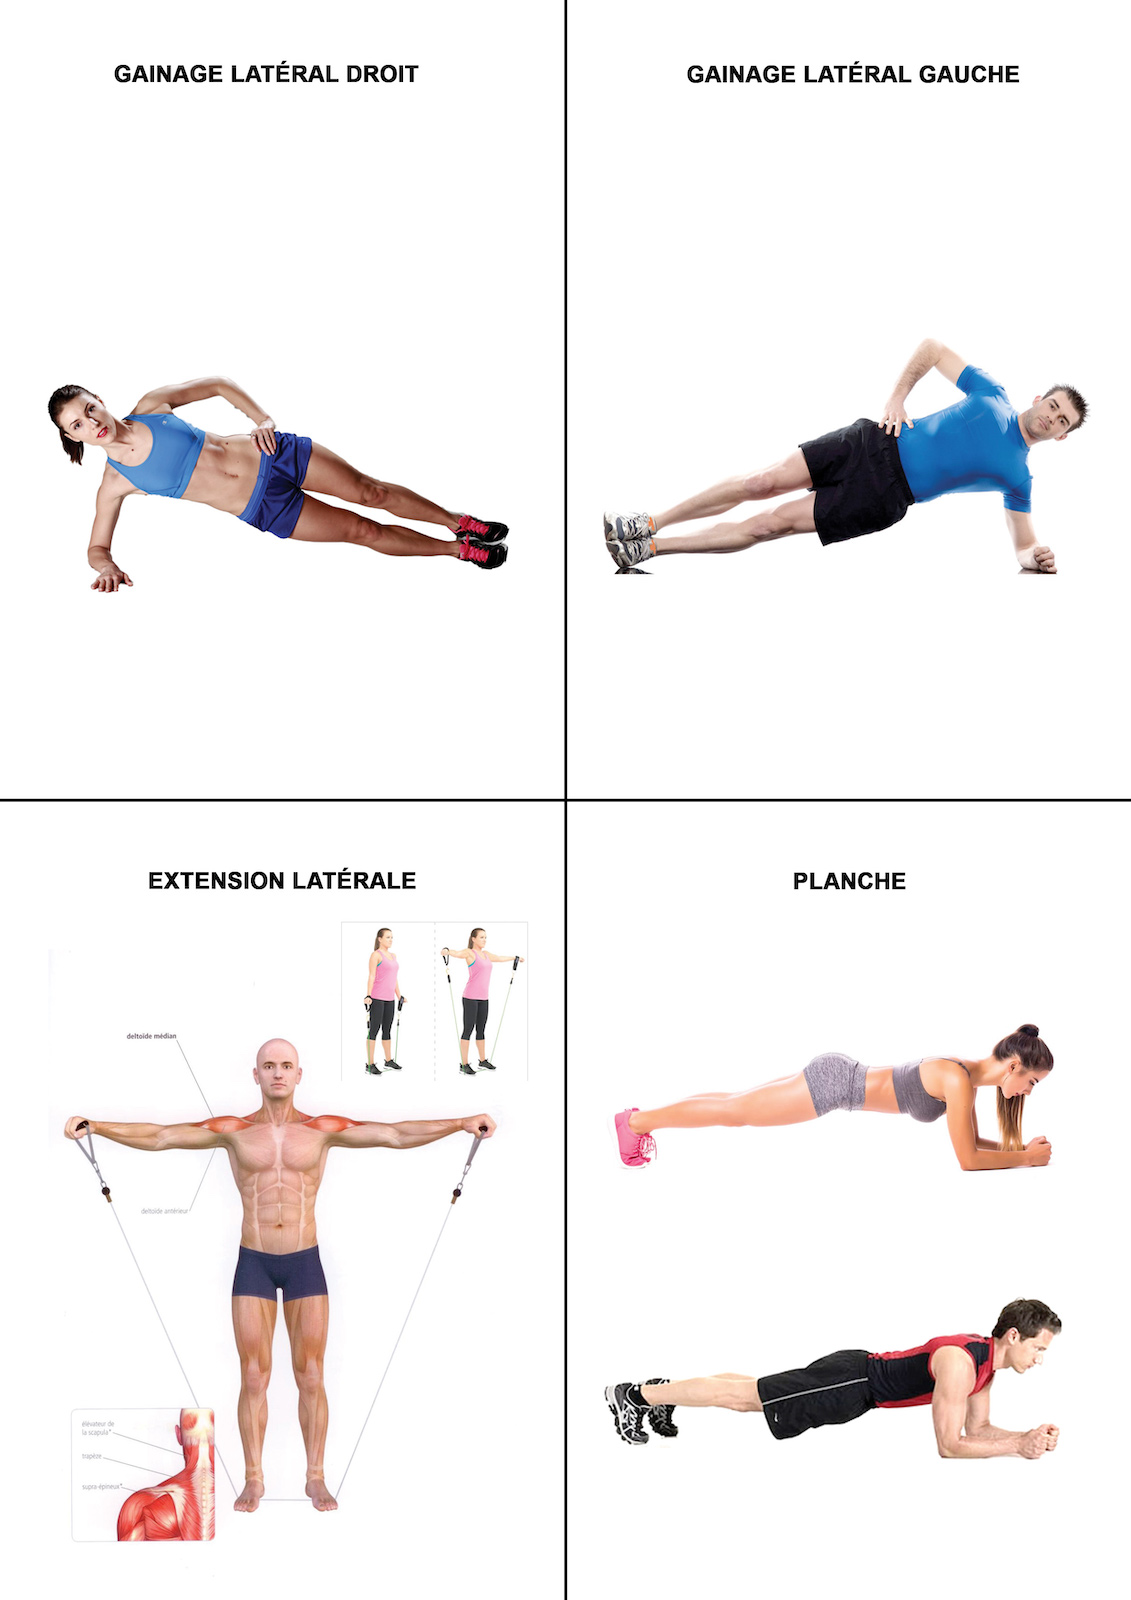 GAINAGE LATÉRAL DROIT
GAINAGE LATÉRAL GAUCHE
EXTENSION LATÉRALE
deltoïde médian
deltoïde antérieur
élévateur de
la scapula*
trapèze
supra-épineux*
PLANCHE